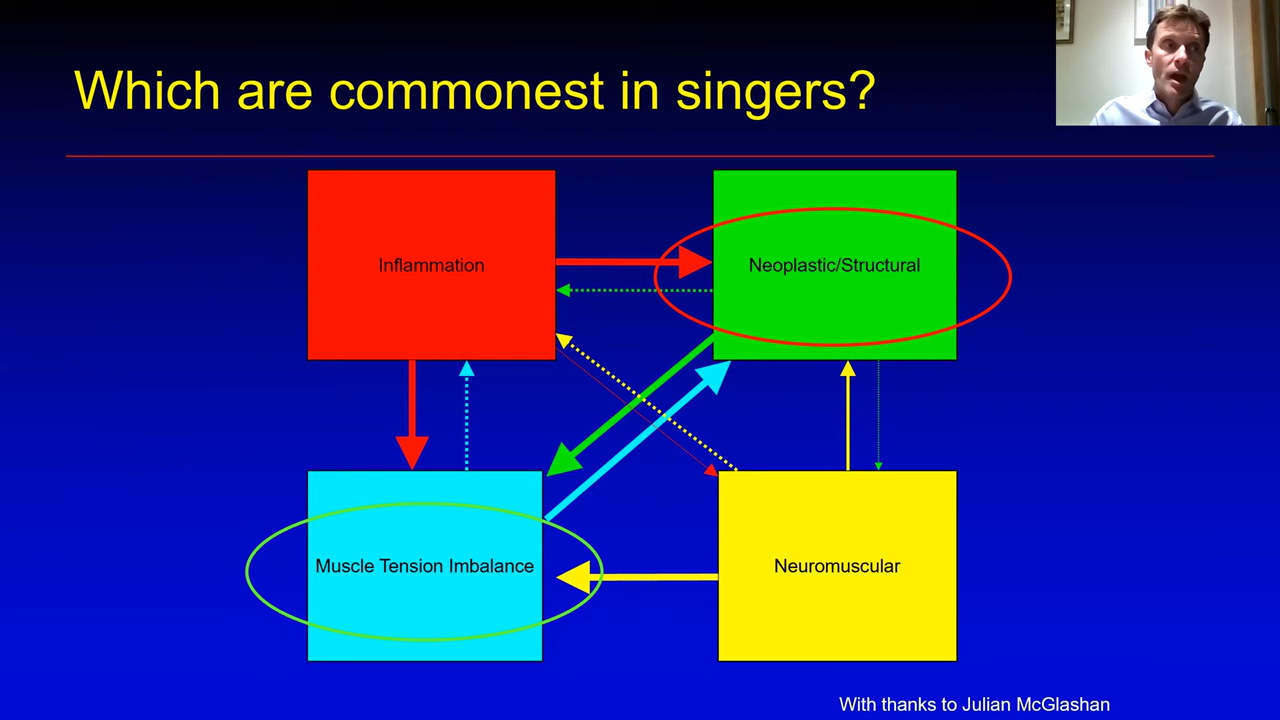 Which are commonest in singers?
Inflammation
Neoplastic/Structural
Muscle Tension Imbalance
Neuromuscular
With thanks to Julian McGlashan